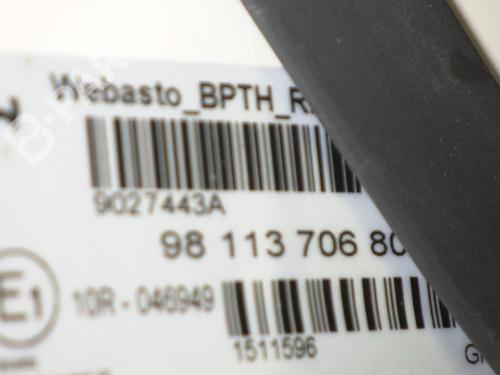 Webasto_BPTH_R
9027443A
98 113 706 80
E1
10R - 046949
1511596